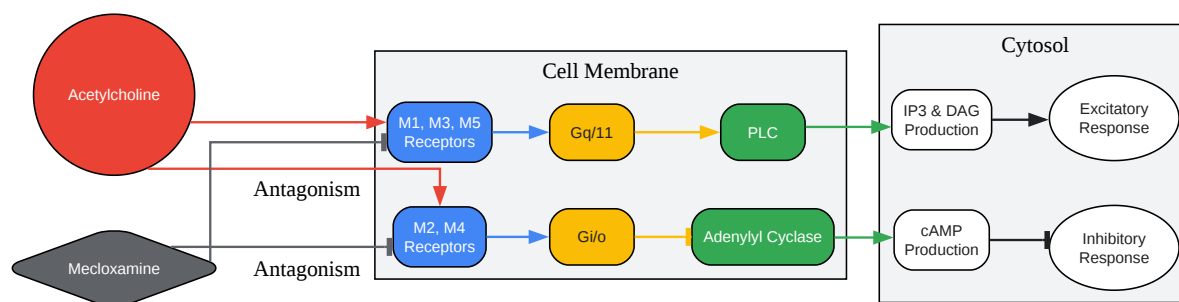 Cytosol
Cell Membrane
Acetylcholine
M1, M3, M5
Receptors
Gq/11
PLC
IP3 & DAG
Production
Excitatory
Response
Antagonism
M2, M4
Receptors
Gi/o
Adenylyl Cyclase
cAMP
Production
Inhibitory
Response
Mecloxamine
Antagonism